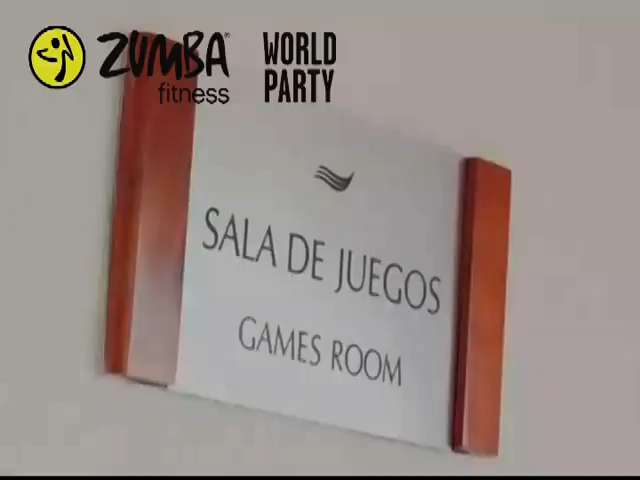 ZUMBA fitness
WORLD PARTY
SALA DE JUEGOS
GAMES ROOM